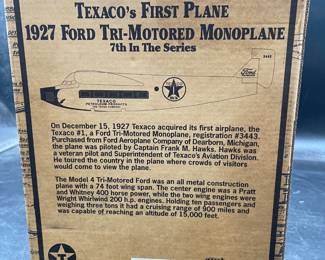 TEXACO'S FIRST PLANE
1927 FORD TRI-MOTORED MONOPLANE
7th In The Series
3443
Ford
TEXACO
PETROLEUM PRODUCTS
T
On December 15, 1927 Texaco acquired its first airplane, the
Texaco #1, a Ford Tri-Motored Monoplane, registration #3443.
Purchased from Ford Aeroplane Company of Dearborn, Michigan,
the plane was piloted by Captain Frank M. Hawks. Hawks was
a veteran pilot and Superintendent of Texaco's Aviation Division.
He toured the country in the plane where crowds of visitors
would come to view the plane.
The Model 4 Tri-Motored Ford was an all metal construction
plane with a 74 foot wing span. The center engine was a Pratt
and Whitney 400 horse power, while the two wing engines were
Wright Whirlwind 200 h.p. engines. Holding ten passengers and
weighing three tons it had a cruising range of 900 miles and
was capable of reaching an altitude of 15,000 feet.
T